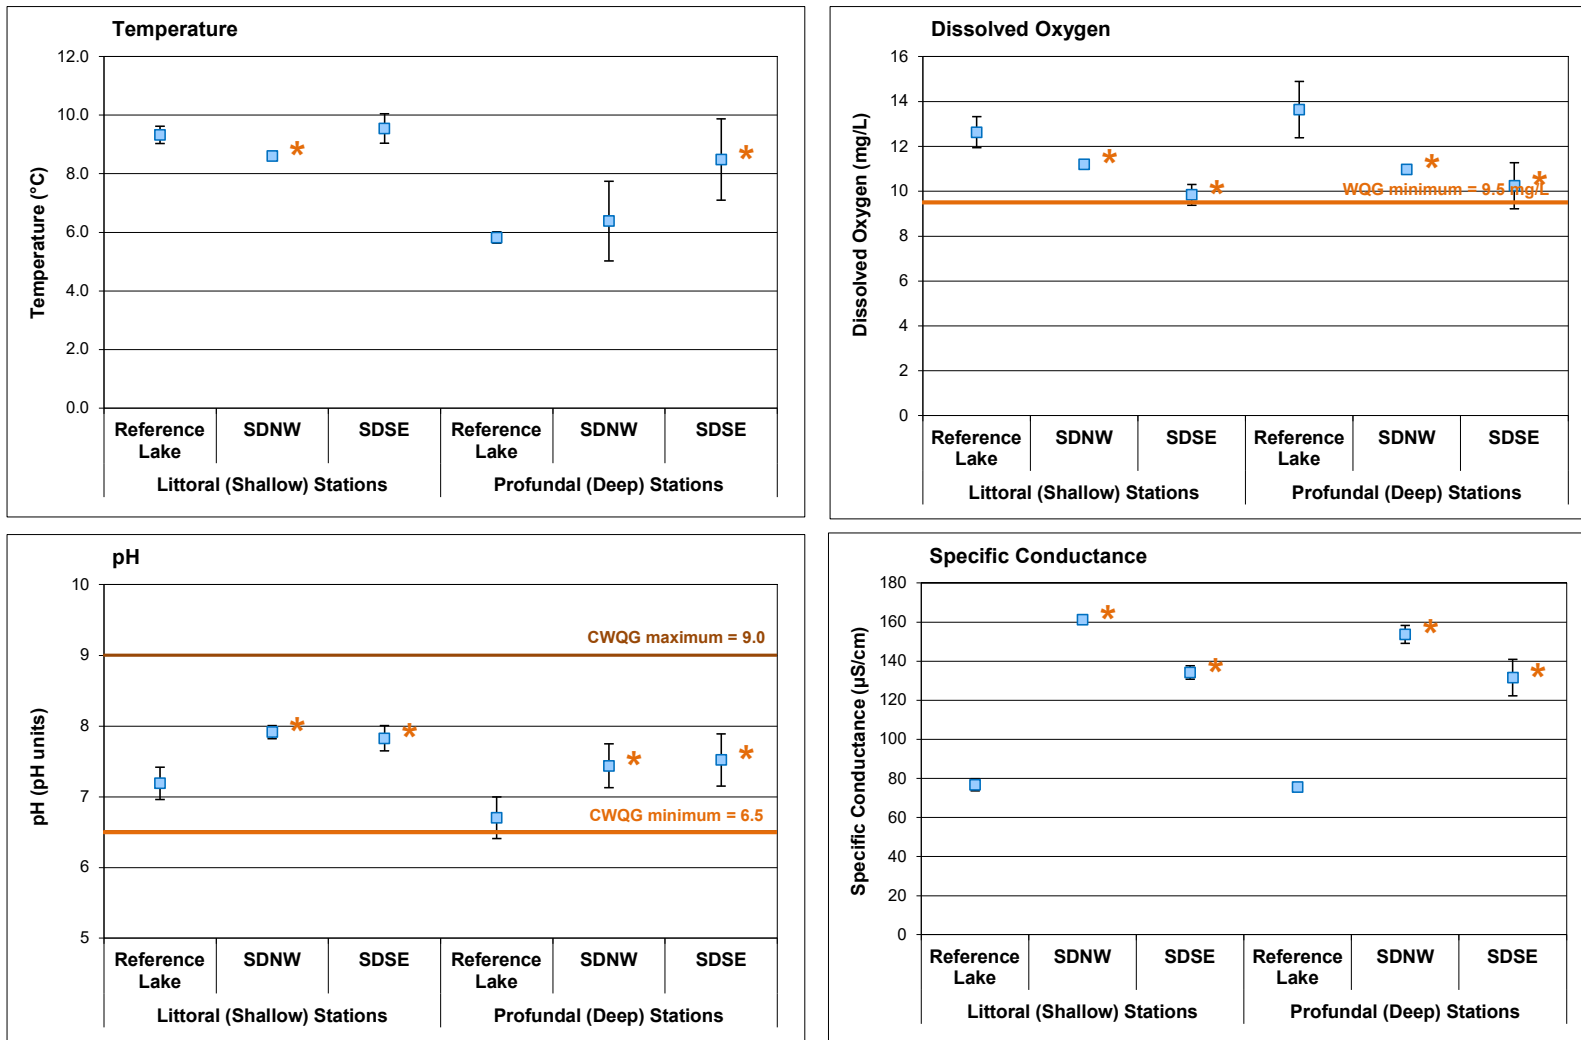 Temperature
12.0
10.0
8.0
6.0
4.0
2.0
0.0
Temperature (°C)
Reference Lake
SDNW
SDSE
Reference Lake
SDNW
SDSE
Littoral (Shallow) Stations
Profundal (Deep) Stations
*
*
Dissolved Oxygen
16
14
12
10
8
6
4
2
0
Dissolved Oxygen (mg/L)
WQG minimum = 9.5 mg/L
*
*
*
*
Reference Lake
SDNW
SDSE
Reference Lake
SDNW
SDSE
Littoral (Shallow) Stations
Profundal (Deep) Stations
pH
10
9
8
7
6
5
pH (pH units)
CWQG maximum = 9.0
CWQG minimum = 6.5
*
*
*
*
Reference Lake
SDNW
SDSE
Reference Lake
SDNW
SDSE
Littoral (Shallow) Stations
Profundal (Deep) Stations
Specific Conductance
180
160
140
120
100
80
60
40
20
0
Specific Conductance (µS/cm)
*
*
*
*
Reference Lake
SDNW
SDSE
Reference Lake
SDNW
SDSE
Littoral (Shallow) Stations
Profundal (Deep) Stations